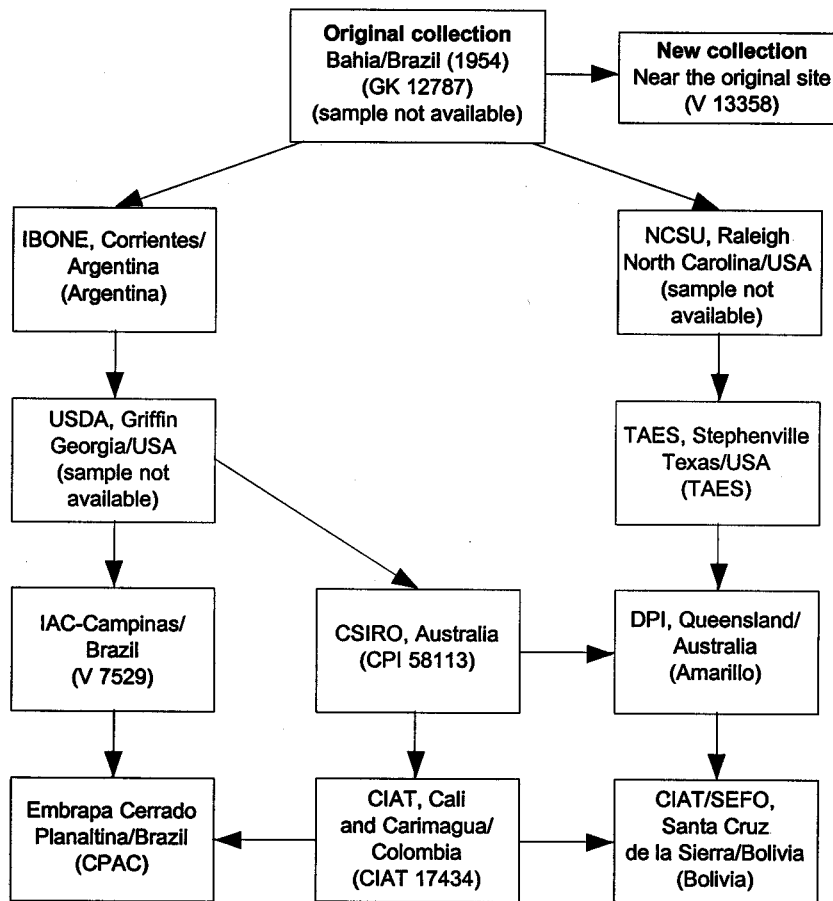 Original collection
Bahia/Brazil (1954)
(GK 12787)
(sample not available)
New collection
Near the original site
(V 13358)
IBONE, Corrientes/
Argentina
(Argentina)
NCSU, Raleigh
North Carolina/USA
(sample not
available)
USDA, Griffin
Georgia/USA
(sample not
available)
TAES, Stephenville
Texas/USA
(TAES)
IAC-Campinas/
Brazil
(V 7529)
CSIRO, Australia
(CPI 58113)
DPI, Queensland/
Australia
(Amarillo)
Embrapa Cerrado
Planaltina/Brazil
(CPAC)
CIAT, Cali
and Carimagua/
Colombia
(CIAT 17434)
CIAT/SEFO,
Santa Cruz
de la Sierra/Bolivia
(Bolivia)